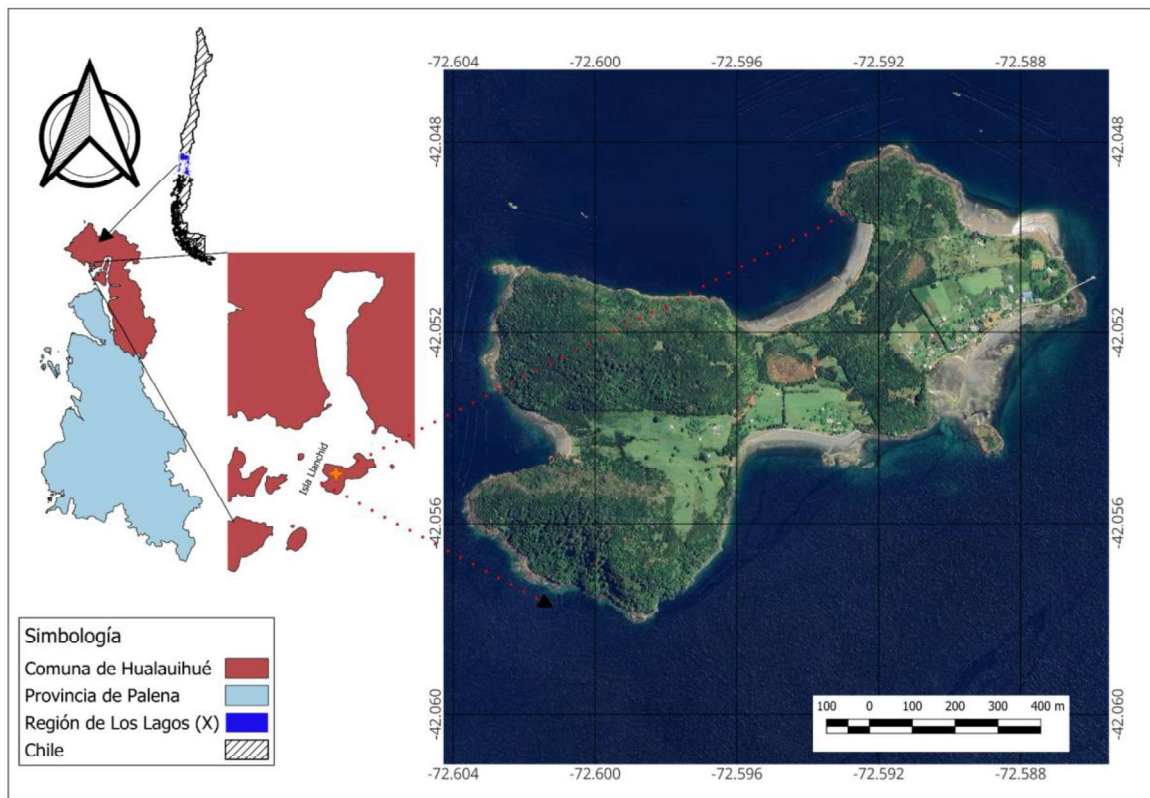 -72.604 -72.600 -72.596 -72.592 -72.588
-42.048 -42.048
-42.052 -42.052
-42.056 -42.056
-42.060 -42.060
-72.604 -72.600 -72.596 -72.592 -72.588
Isla Llanchid
Simbología
Comuna de Hualauihué
Provincia de Palena
Región de Los Lagos (X)
Chile
100 0 100 200 300 400 m